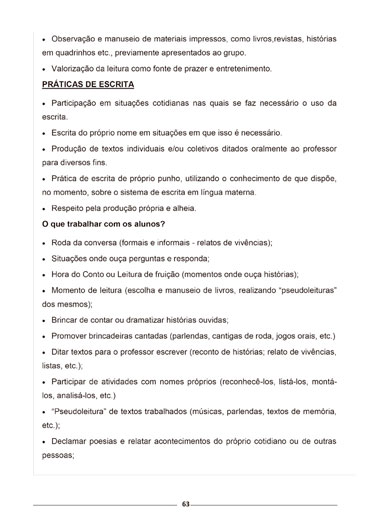 • Observação e manuseio de materiais impressos, como livros,revistas, histórias
em quadrinhos etc., previamente apresentados ao grupo.
• Valorização da leitura como fonte de prazer e entretenimento.
PRÁTICAS DE ESCRITA
• Participação em situações cotidianas nas quais se faz necessário o uso da
escrita.
• Escrita do próprio nome em situações em que isso é necessário.
• Produção de textos individuais e/ou coletivos ditados oralmente ao professor
para diversos fins.
• Prática de escrita de próprio punho, utilizando o conhecimento de que dispõe,
no momento, sobre o sistema de escrita em língua materna.
• Respeito pela produção própria e alheia.
O que trabalhar com os alunos?
• Roda da conversa (formais e informais - relatos de vivências);
• Situações onde ouça perguntas e responda;
• Hora do Conto ou Leitura de fruição (momentos onde ouça histórias);
• Momento de leitura (escolha e manuseio de livros, realizando “pseudoleituras”
dos mesmos);
• Brincar de contar ou dramatizar histórias ouvidas;
• Promover brincadeiras cantadas (parlendas, cantigas de roda, jogos orais, etc.)
• Ditar textos para o professor escrever (reconto de histórias; relato de vivências,
listas, etc.);
• Participar de atividades com nomes próprios (reconhecê-los, listá-los, montá-
los, analisá-los, etc.)
• “Pseudoleitura” de textos trabalhados (músicas, parlendas, textos de memória,
etc.);
• Declamar poesias e relatar acontecimentos do próprio cotidiano ou de outras
pessoas;
63